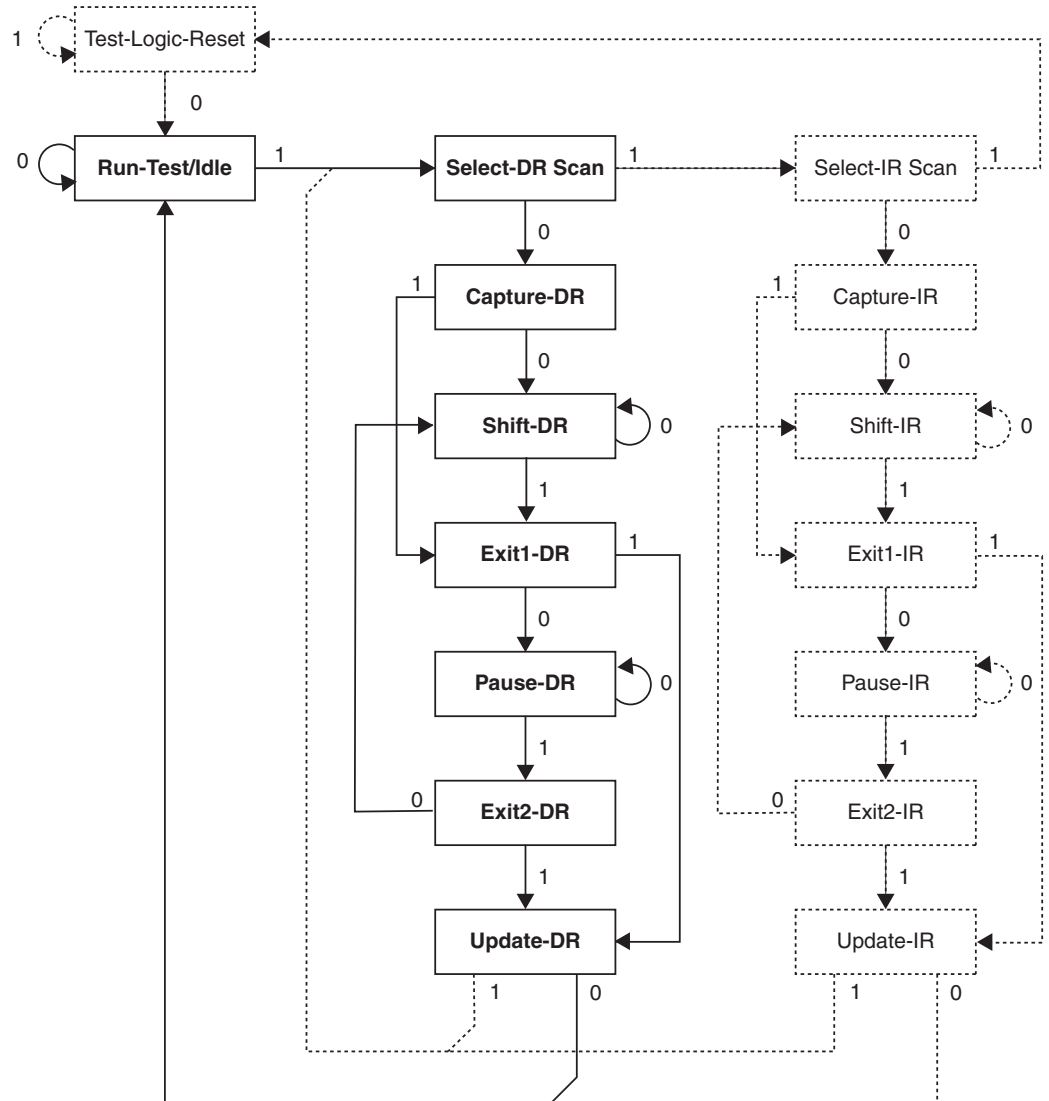 1
Test-Logic-Reset
0
0
Run-Test/Idle
1
Select-DR Scan
1
Select-IR Scan
1
0
0
1
Capture-DR
1
Capture-IR
0
0
Shift-DR
0
Shift-IR
0
1
1
Exit1-DR
1
Exit1-IR
1
0
0
Pause-DR
0
Pause-IR
0
1
1
0
Exit2-DR
0
Exit2-IR
1
1
Update-DR
Update-IR
1
0
1
0